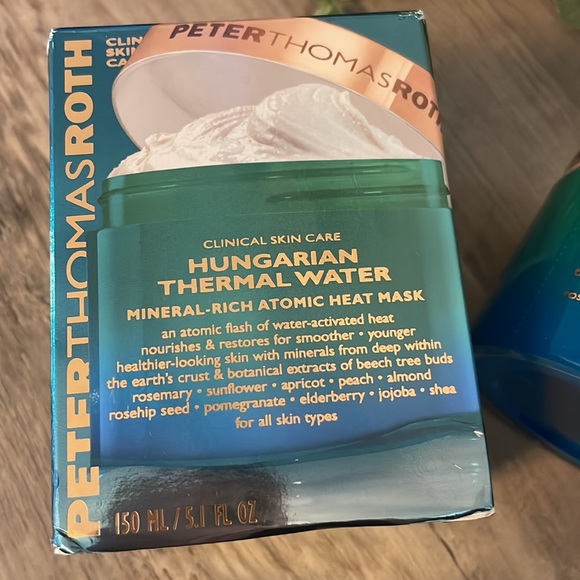 PETERTHOMASROTH
CLIN
SKIN
CA
PETERTHOMASROTH
CLINICAL SKIN CARE
HUNGARIAN
THERMAL WATER
MINERAL-RICH ATOMIC HEAT MASK
an atomic flash of water-activated heat
nourishes & restores for smoother • younger
healthier-looking skin with minerals from deep within
the earth's crust & botanical extracts of beech tree buds
rosemary • sunflower • apricot • peach • almond
rosehip seed • pomegranate • elderberry • jojoba • shea
for all skin types
150 ML / 5.1 FL OZ